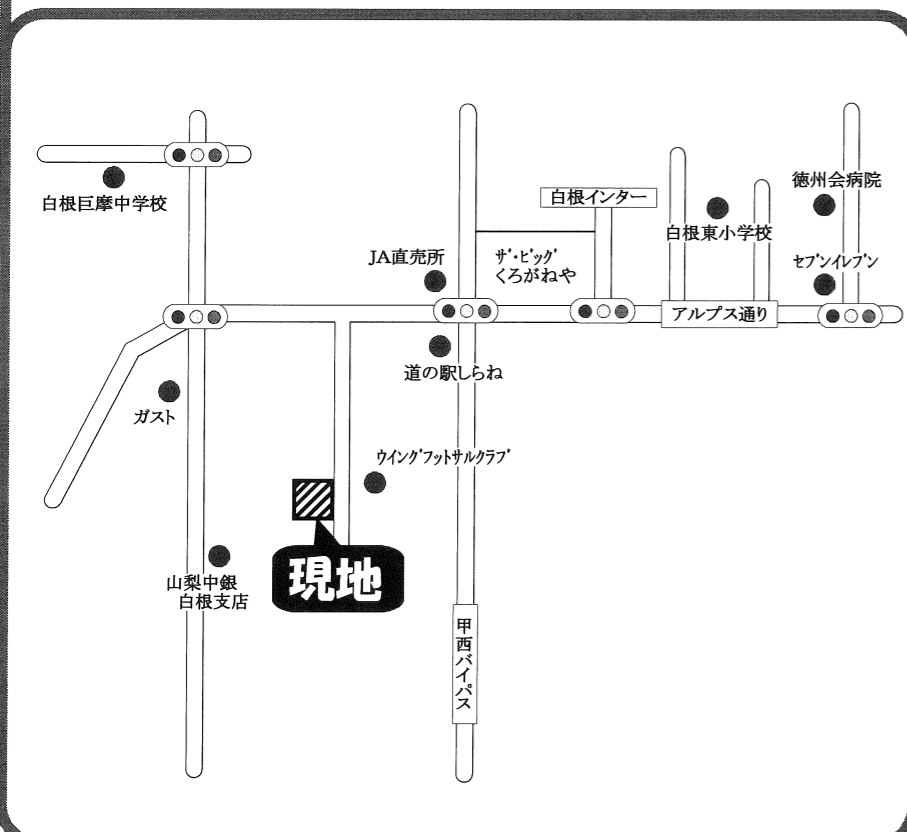 白根巨摩中学校
白根インター
徳州会病院
白根東小学校
JA直売所
ザ・ビッグ
くろがねや
セブンイレブン
アルプス通り
道の駅しらね
ガスト
ウイングフットサルクラブ
現地
山梨中銀
白根支店
甲西バイパス